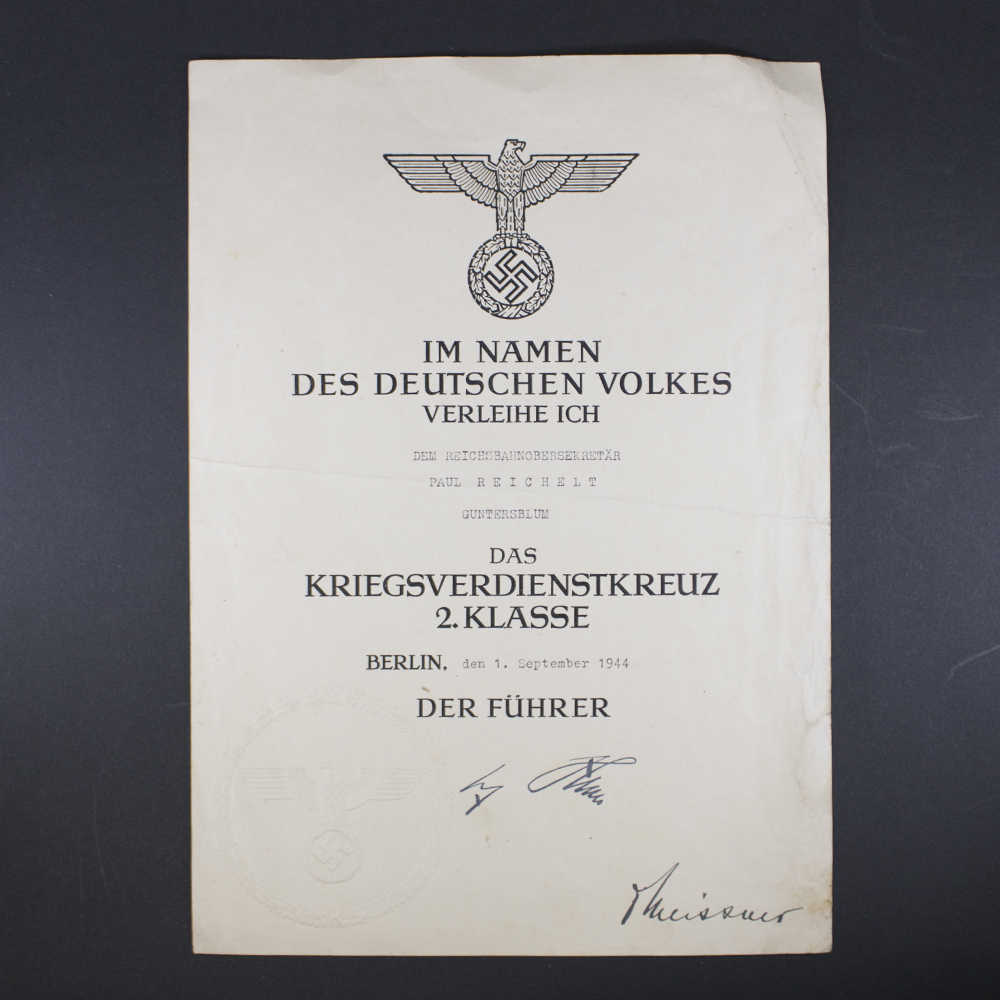 IM NAMEN
DES DEUTSCHEN VOLKES
VERLEIHE ICH
DEM REICHSBAHNOBERSEKRETÄR
PAUL REICHELT
GUNTERSBLUM
DAS
KRIEGSVERDIENSTKREUZ
2. KLASSE
BERLIN, den 1. September 1944
DER FÜHRER
Meissner